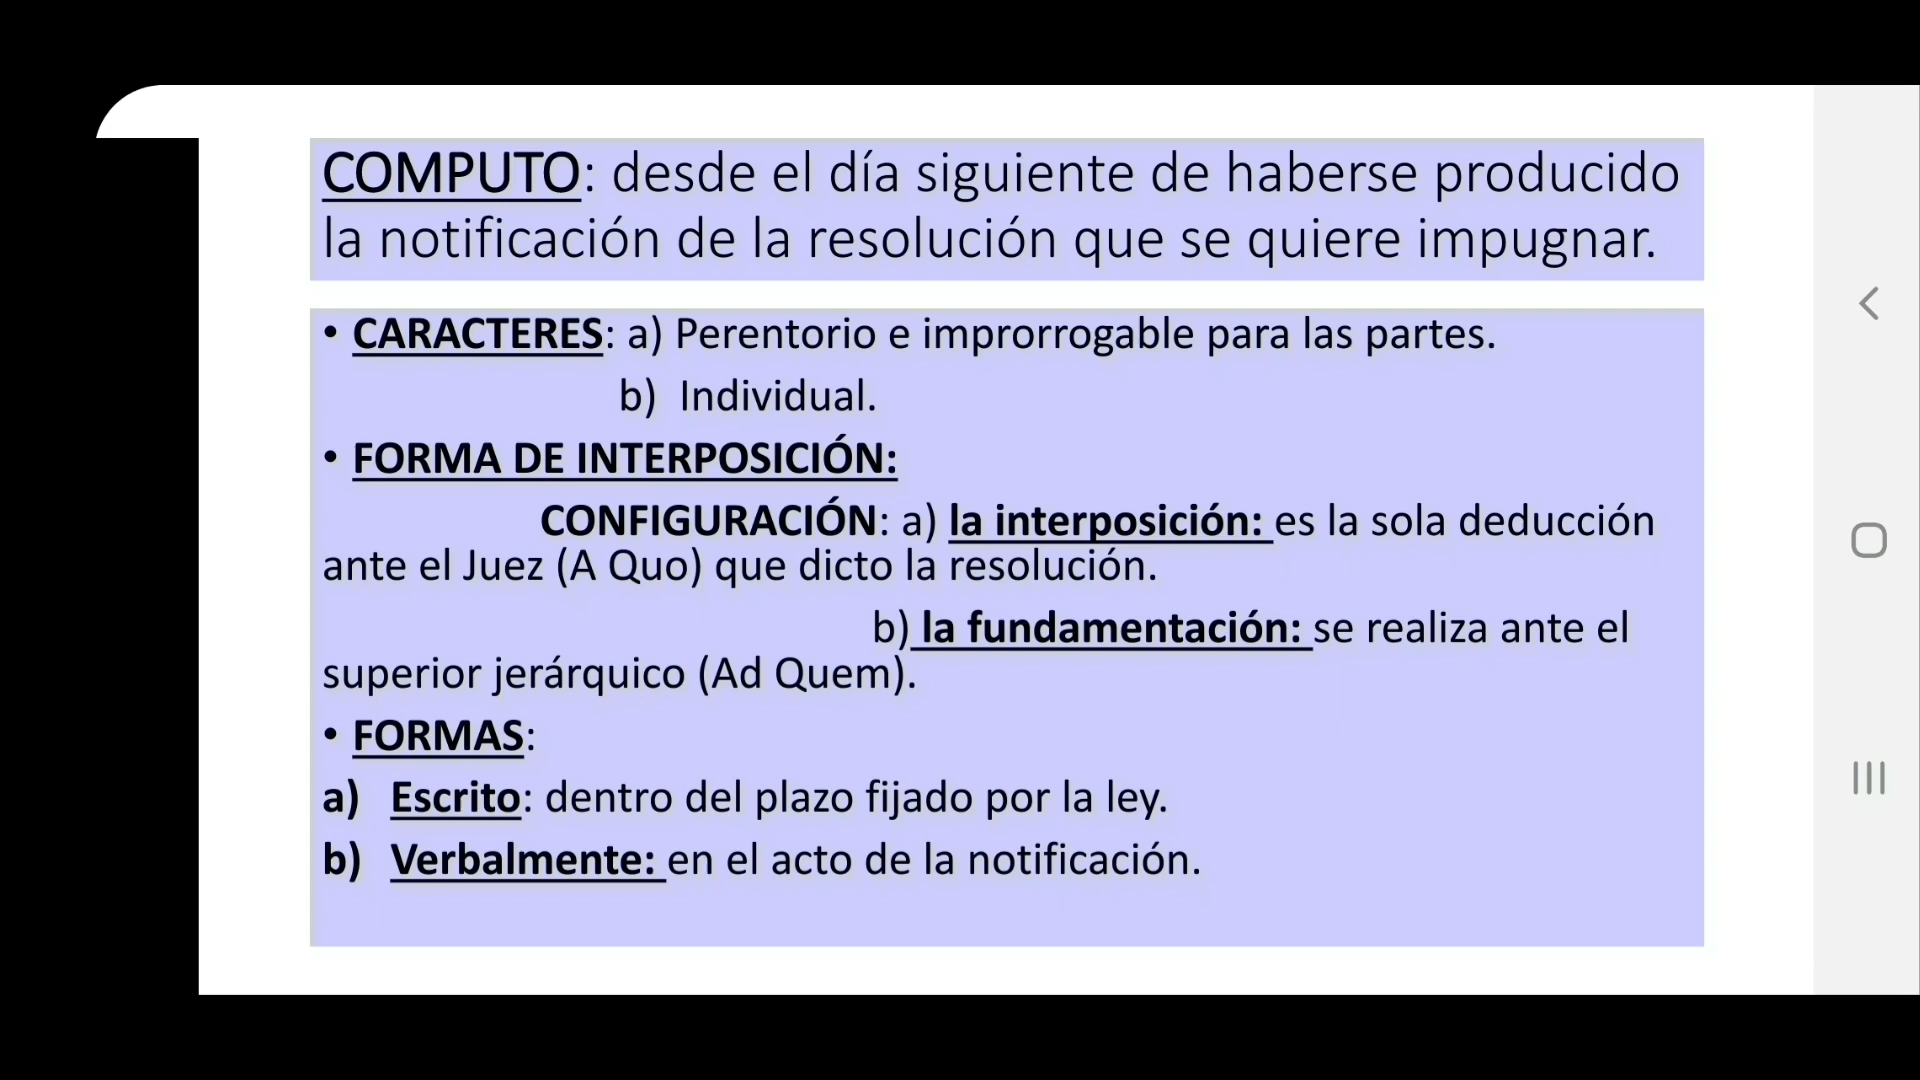 COMPUTO: desde el día siguiente de haberse producido
la notificación de la resolución que se quiere impugnar.
• CARACTERES: a) Perentorio e improrrogable para las partes.
b) Individual.
• FORMA DE INTERPOSICIÓN:
CONFIGURACIÓN: a) la interposición: es la sola deducción
ante el Juez (A Quo) que dicto la resolución.
b) la fundamentación: se realiza ante el
superior jerárquico (Ad Quem).
• FORMAS:
a) Escrito: dentro del plazo fijado por la ley.
b) Verbalmente: en el acto de la notificación.